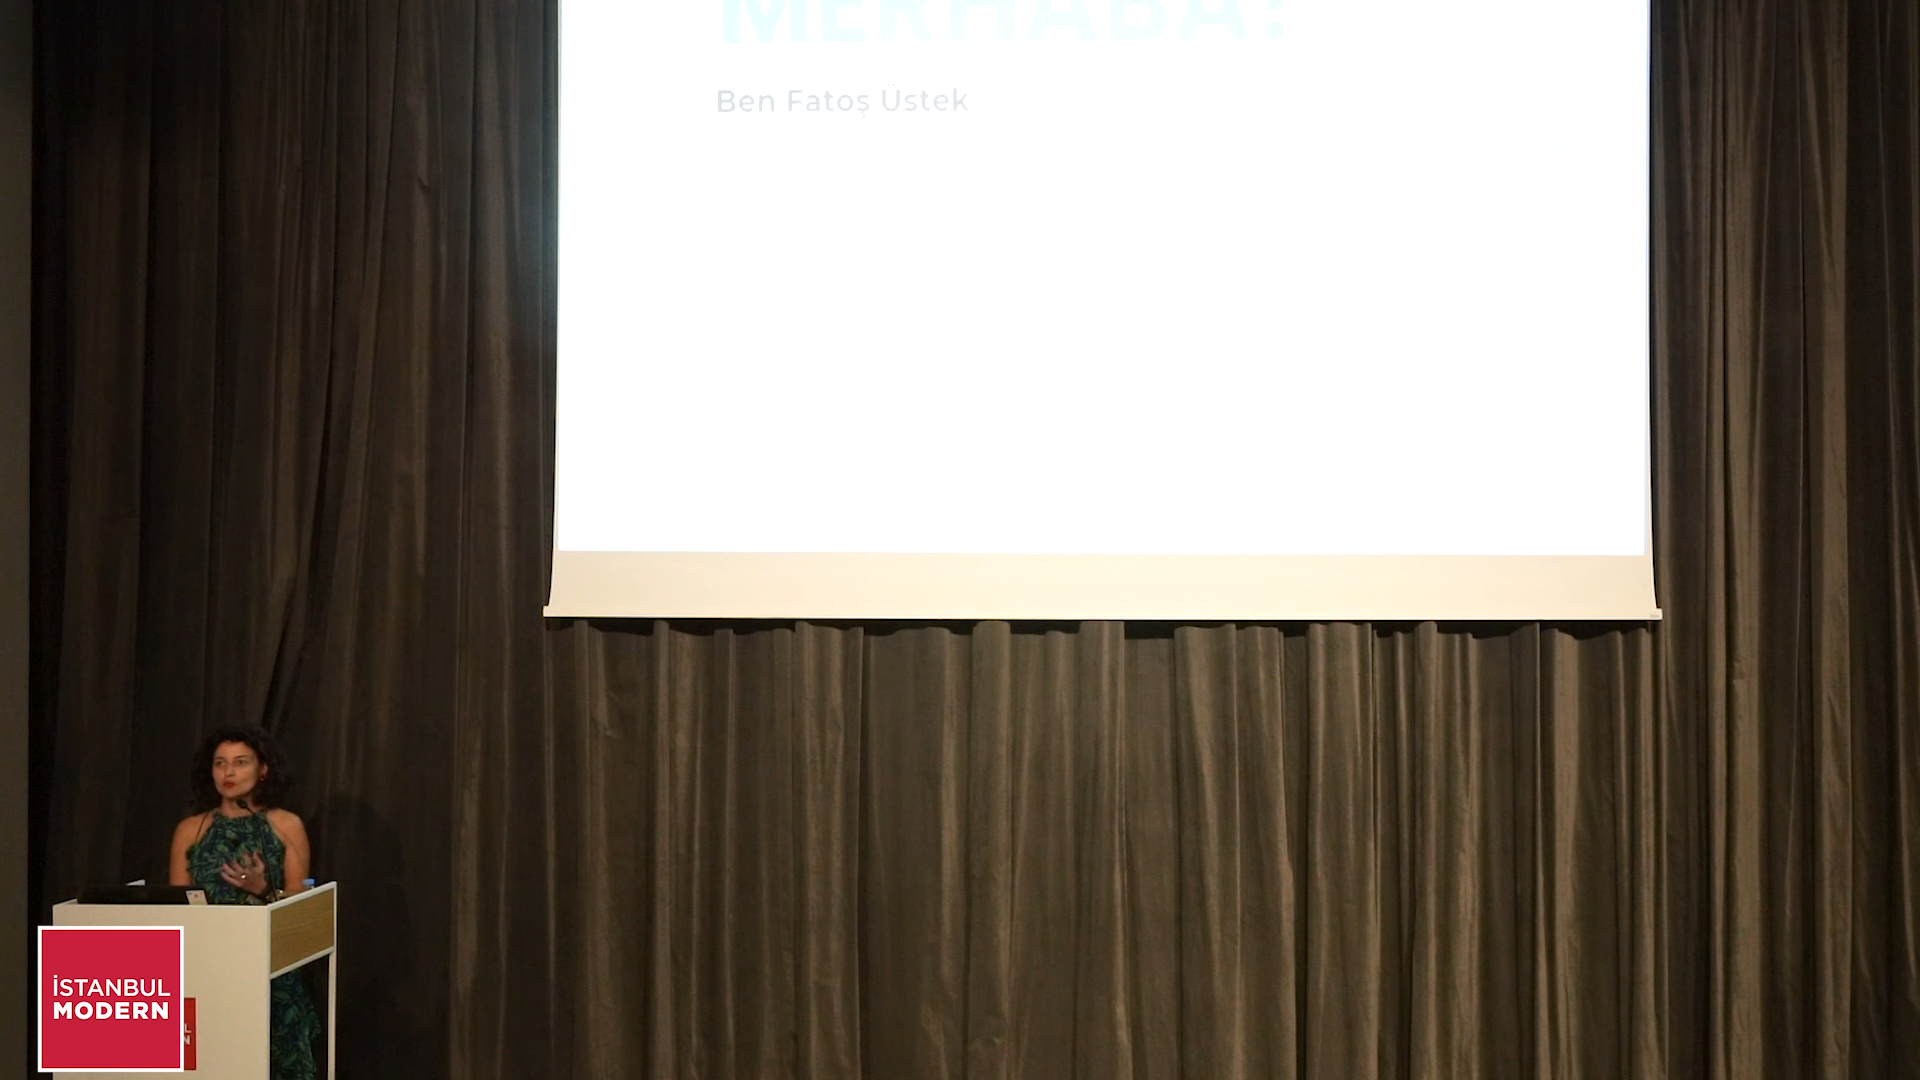 MERHABA!
Ben Fatoş Üstek
İSTANBUL
MODERN
L
N